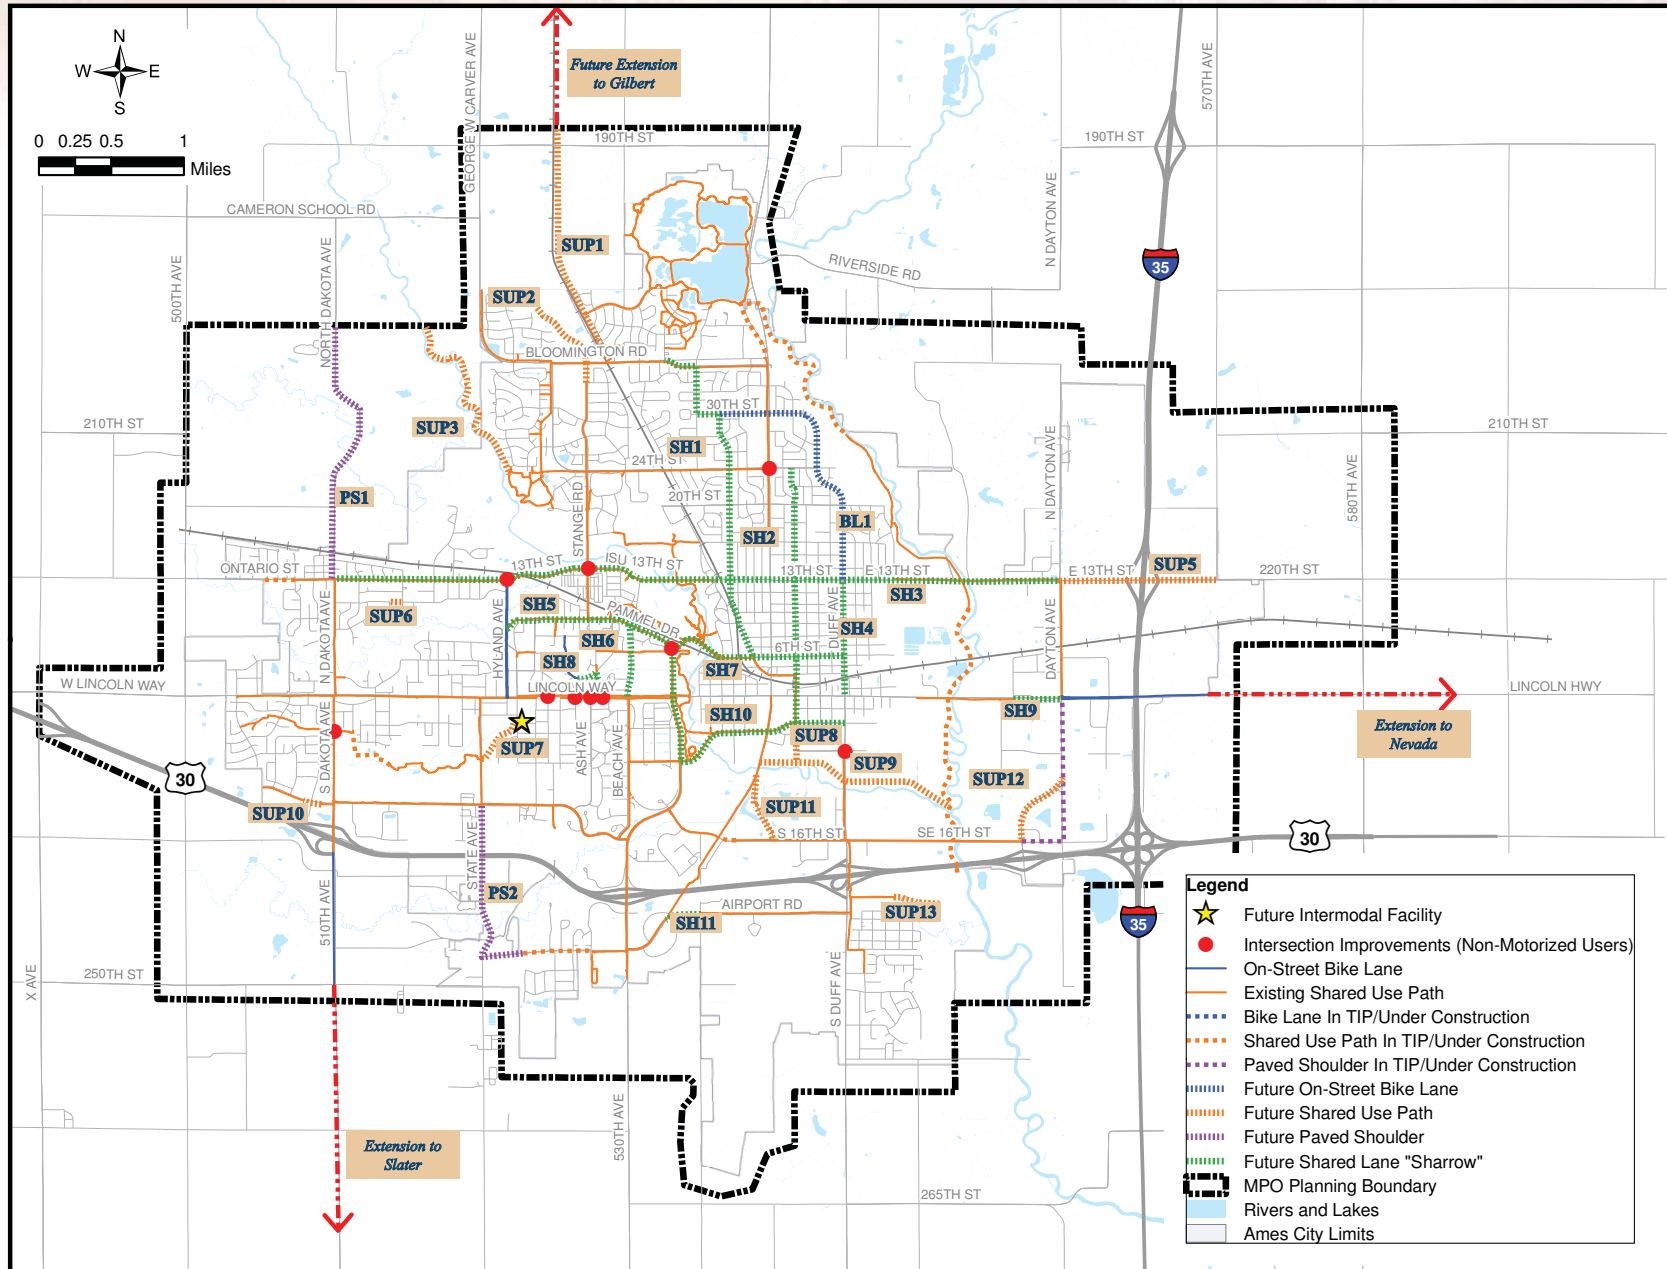 N
W E
S
0 0.25 0.5 1
Miles
Future Extension
to Gilbert
GEORGE W CARVER AVE
570TH AVE
190TH ST
190TH ST
CAMERON SCHOOL RD
N DAYTON AVE
SUP1
RIVERSIDE RD
35
500TH AVE
NORTH DAKOTA AVE
SUP2
BLOOMINGTON RD
30TH ST
210TH ST
210TH ST
SUP3
SH1
24TH ST
N DAYTON AVE
580TH AVE
PS1
20TH ST
STANGE RD
BL1
SH2
ONTARIO ST
13TH ST
ISU 13TH ST
13TH ST
E 13TH ST
E 13TH ST
SUP5
220TH ST
SH3
SUP6
SH5
PAMMEL DR
N DAKOTA AVE
HYLAND AVE
SH6
DUFF AVE
SH4
DAYTON AVE
6TH ST
SH8
SH7
W LINCOLN WAY
LINCOLN WAY
LINCOLN HWY
SH9
SH10
Extension to
Nevada
S DAKOTA AVE
SUP7
ASH AVE
BEACH AVE
SUP8
SUP9
SUP12
30
SUP10
SUP11
S 16TH ST
SE 16TH ST
30
STATE AVE
PS2
510TH AVE
AIRPORT RD
SUP13
SH11
35
X AVE
250TH ST
S DUFF AVE
530TH AVE
Extension to
Slater
265TH ST
Legend
Future Intermodal Facility
Intersection Improvements (Non-Motorized Users)
On-Street Bike Lane
Existing Shared Use Path
Bike Lane In TIP/Under Construction
Shared Use Path In TIP/Under Construction
Paved Shoulder In TIP/Under Construction
Future On-Street Bike Lane
Future Shared Use Path
Future Paved Shoulder
Future Shared Lane "Sharrow"
MPO Planning Boundary
Rivers and Lakes
Ames City Limits